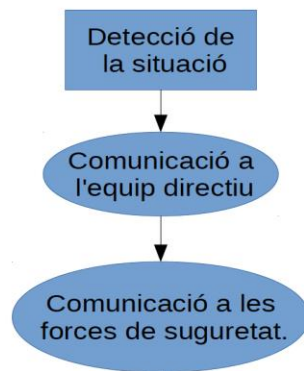 Detecció de
la situació
Comunicació a
l'equip directiu
Comunicació a les
forces de suguretat.